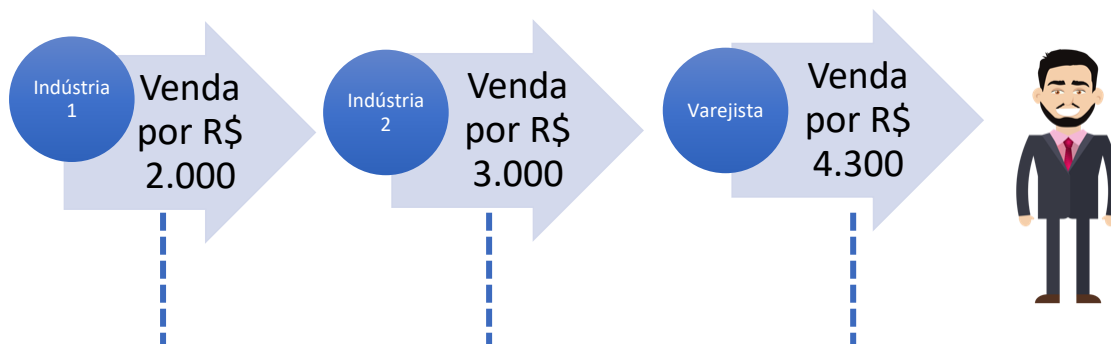 Indústria
1
Venda
por R$
2.000
Indústria
2
Venda
por R$
3.000
Varejista
Venda
por R$
4.300